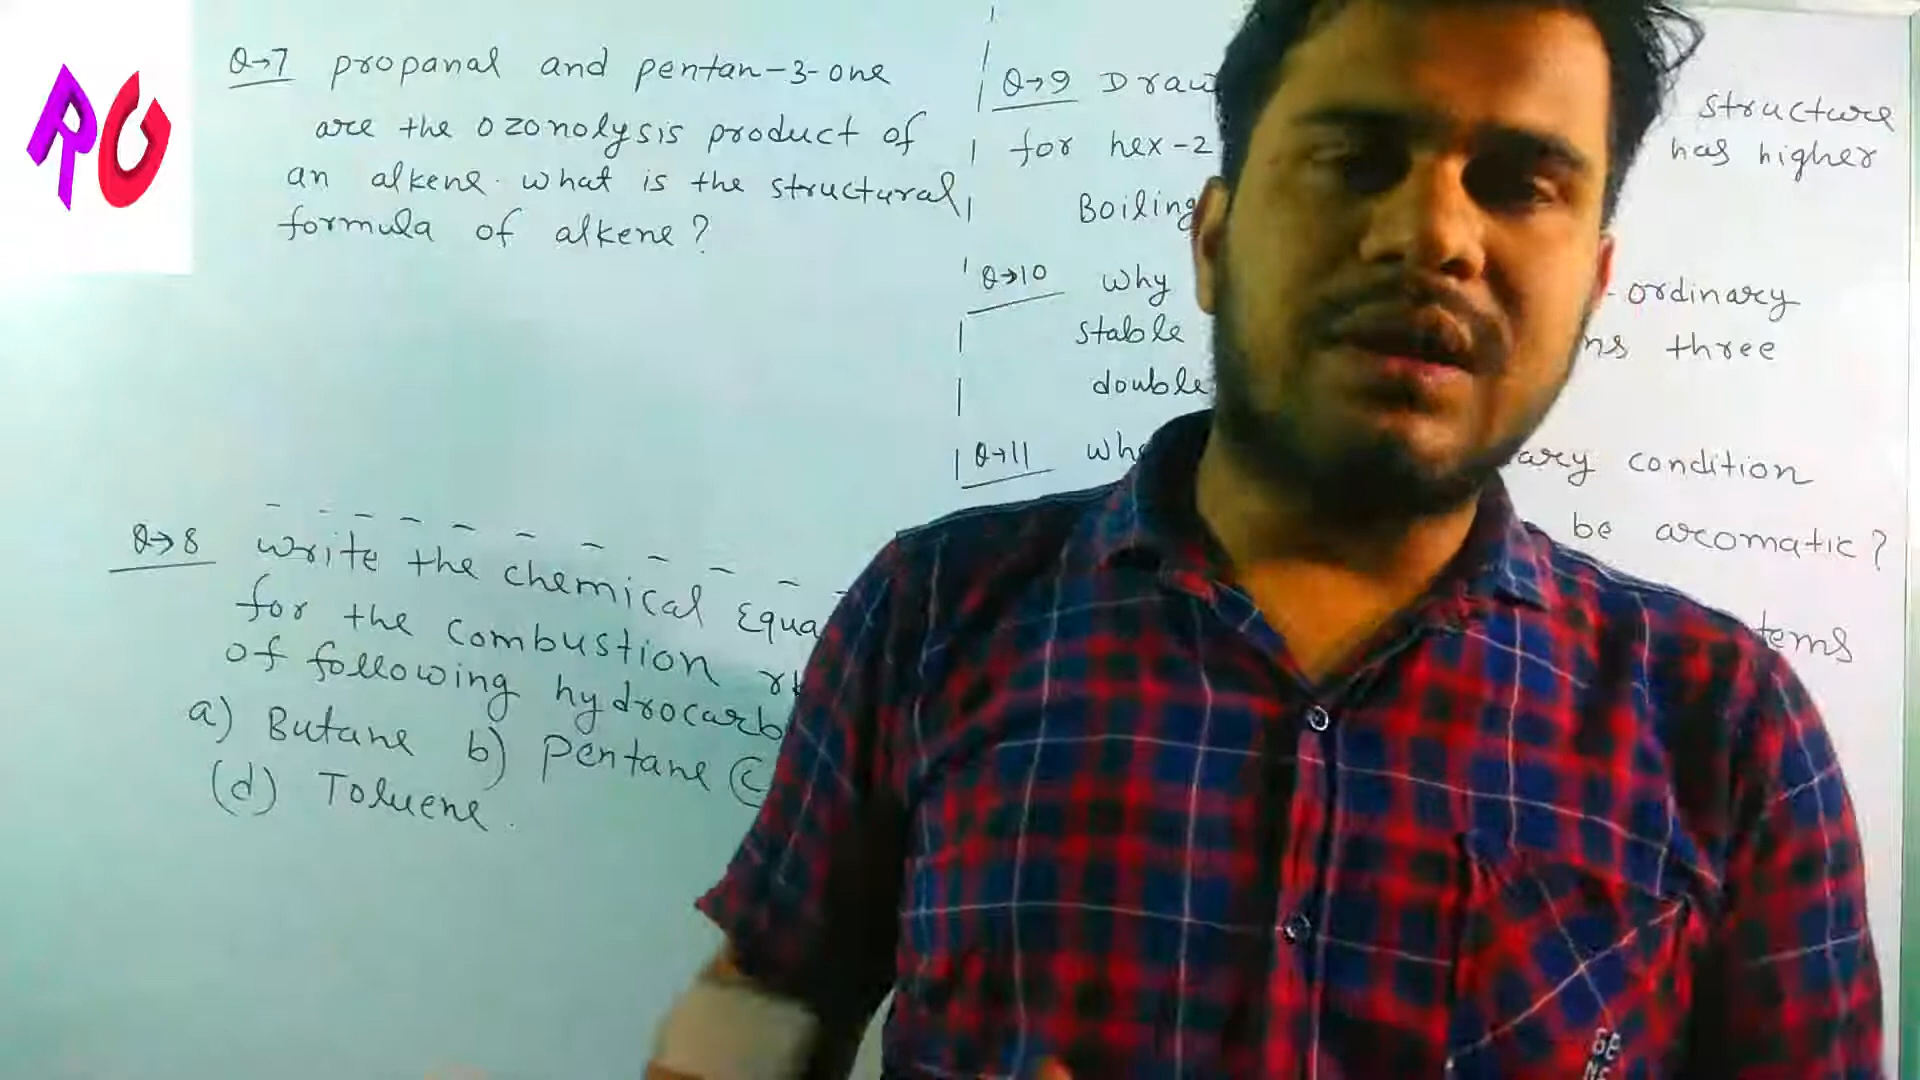 RU
Q→7 propanal and pentan-3-one
are the ozonolysis product of
an alkene. what is the structural
formula of alkene?
Q→8 write the chemical Equa
for the combustion
of following hydrocarb
a) Butane b) Pentane (c
(d) Toluene.
Q→9 Draw structure
for hex-2 has higher
Boiling
Q→10 why ordinary
stable three
double
Q→11 ary condition
be aromatic?
tems